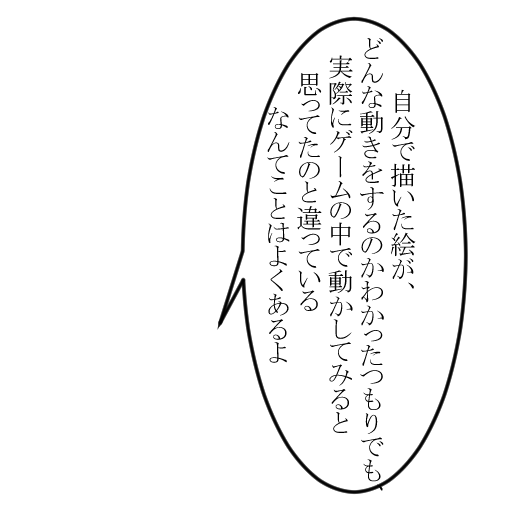 自分で描いた絵が、
どんな動きをするのかわかったつもりでも、
実際にゲームの中で動かしてみると
思ってたのと違っている
なんてことはよくあるよ